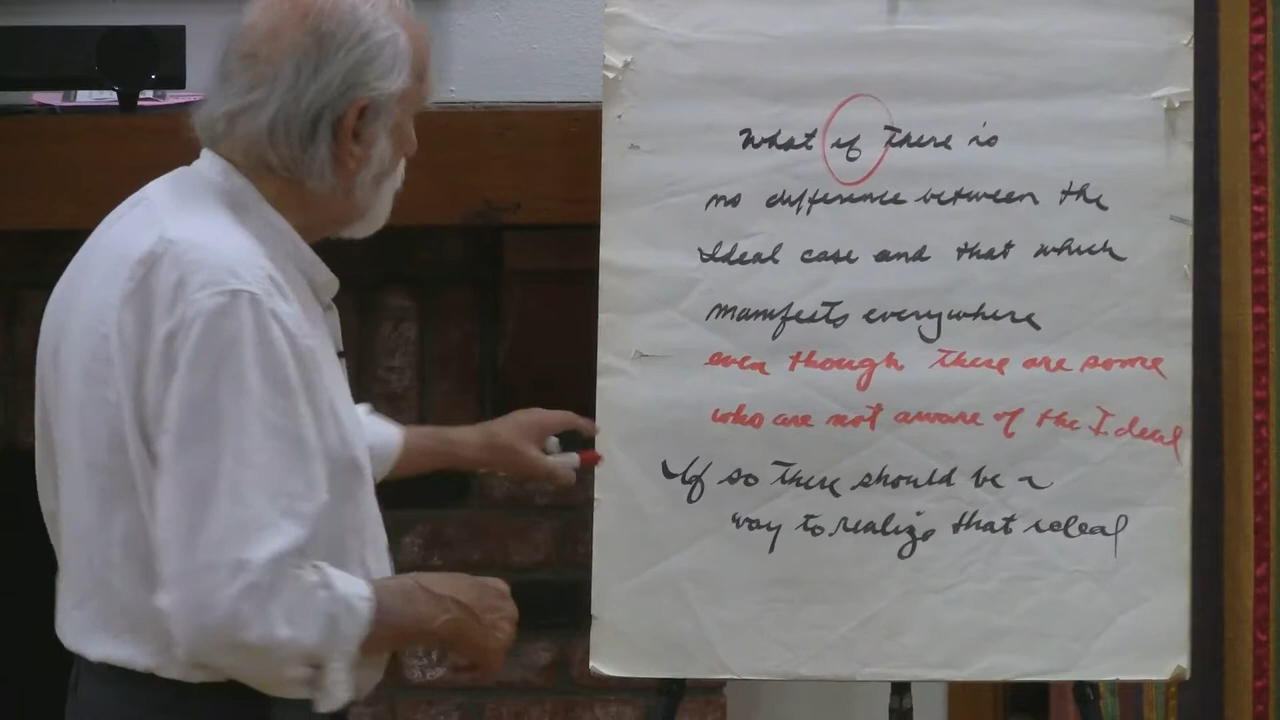 What if there is
no difference between the
Ideal case and that which
manifests everywhere
even though there are some
who are not aware of the Ideal
If so there should be a
way to realize that ideal